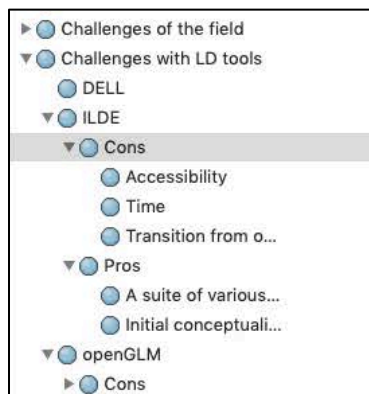 Challenges of the field
Challenges with LD tools
DELL
ILDE
Cons
Accessibility
Time
Transition from o...
Pros
A suite of various...
Initial conceptuali...
openGLM
Cons